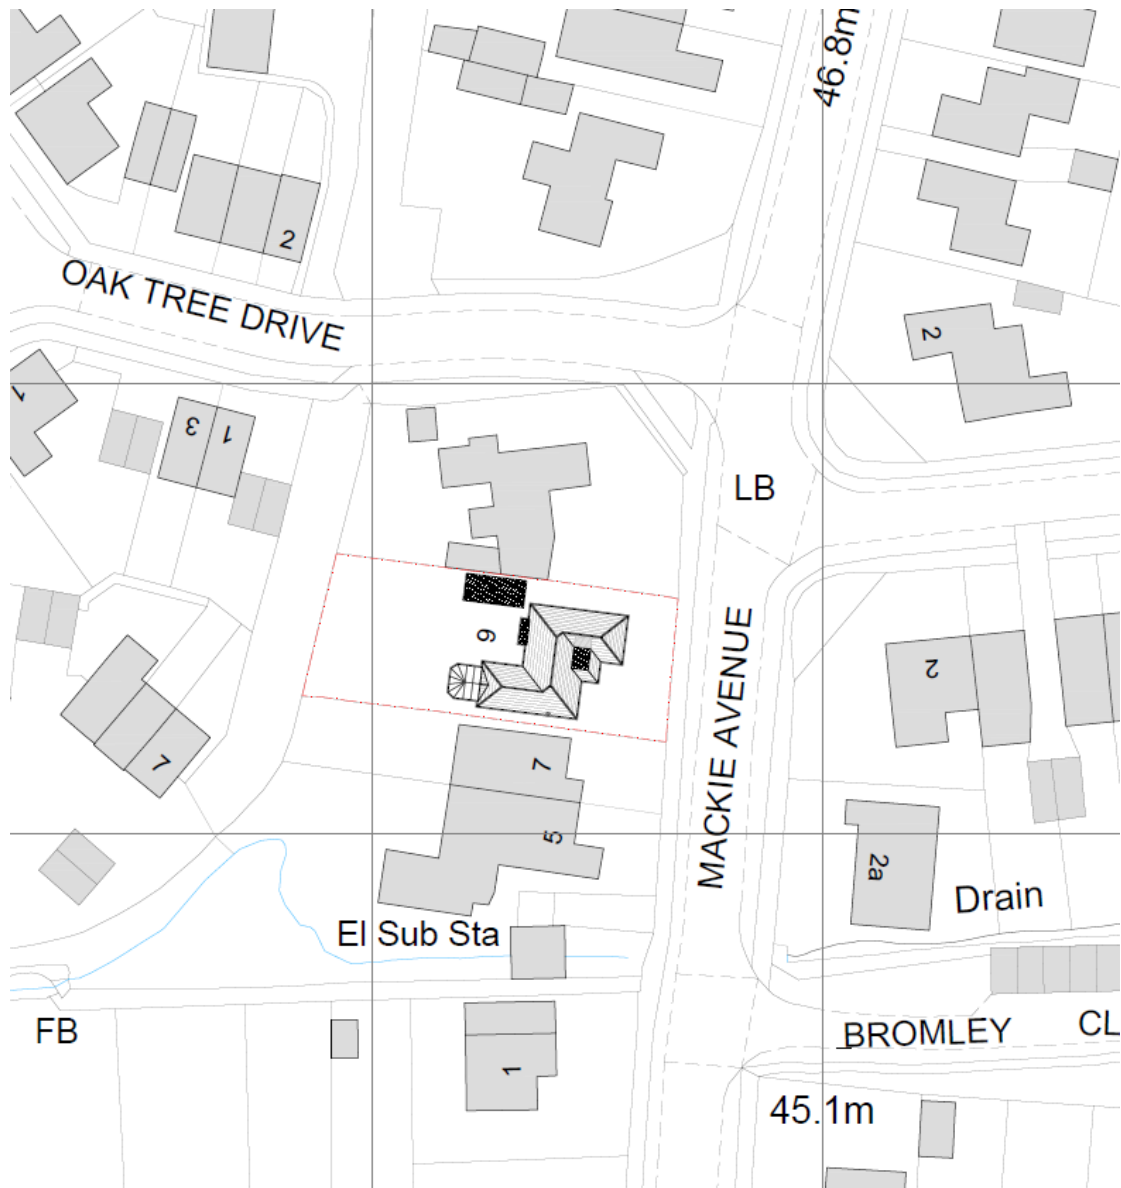 46.8m
2
OAK TREE DRIVE
2
3
1
LB
9
2
MACKIE AVENUE
7
7
5
2a
Drain
El Sub Sta
FB
BROMLEY CL
1
45.1m